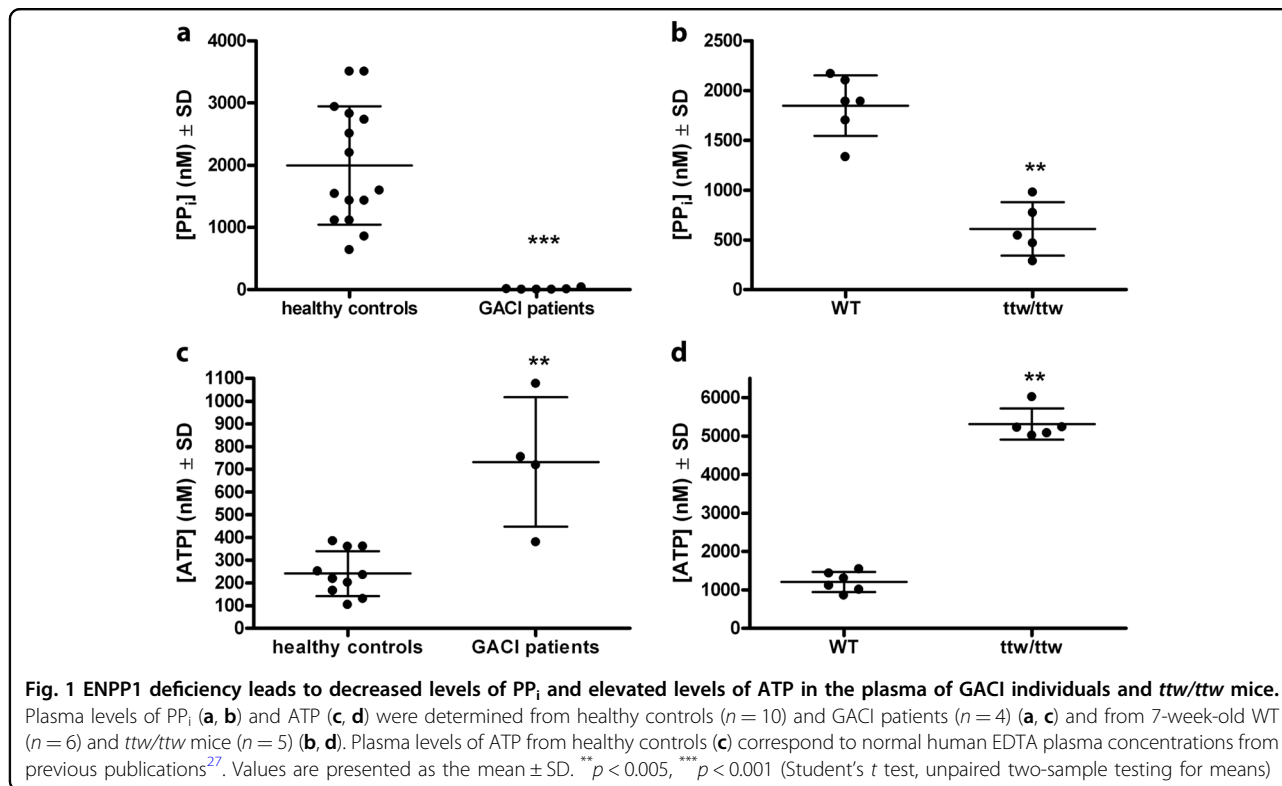 a
4000
3000
2000
1000
0
[PPi] (nM) ± SD
***
healthy controls GACI patients
b
2500
2000
1500
1000
500
0
[PPi] (nM) ± SD
**
WT ttw/ttw
c
1100
1000
900
800
700
600
500
400
300
200
100
0
[ATP] (nM) ± SD
**
healthy controls GACI patients
d
6000
5000
4000
3000
2000
1000
0
[ATP] (nM) ± SD
**
WT ttw/ttw
Fig. 1 ENPP1 deficiency leads to decreased levels of PPi and elevated levels of ATP in the plasma of GACI individuals and ttw/ttw mice.
Plasma levels of PPi (a, b) and ATP (c, d) were determined from healthy controls (n = 10) and GACI patients (n = 4) (a, c) and from 7-week-old WT
(n = 6) and ttw/ttw mice (n = 5) (b, d). Plasma levels of ATP from healthy controls (c) correspond to normal human EDTA plasma concentrations from
previous publications27. Values are presented as the mean ± SD. **p < 0.005, ***p < 0.001 (Student's t test, unpaired two-sample testing for means)